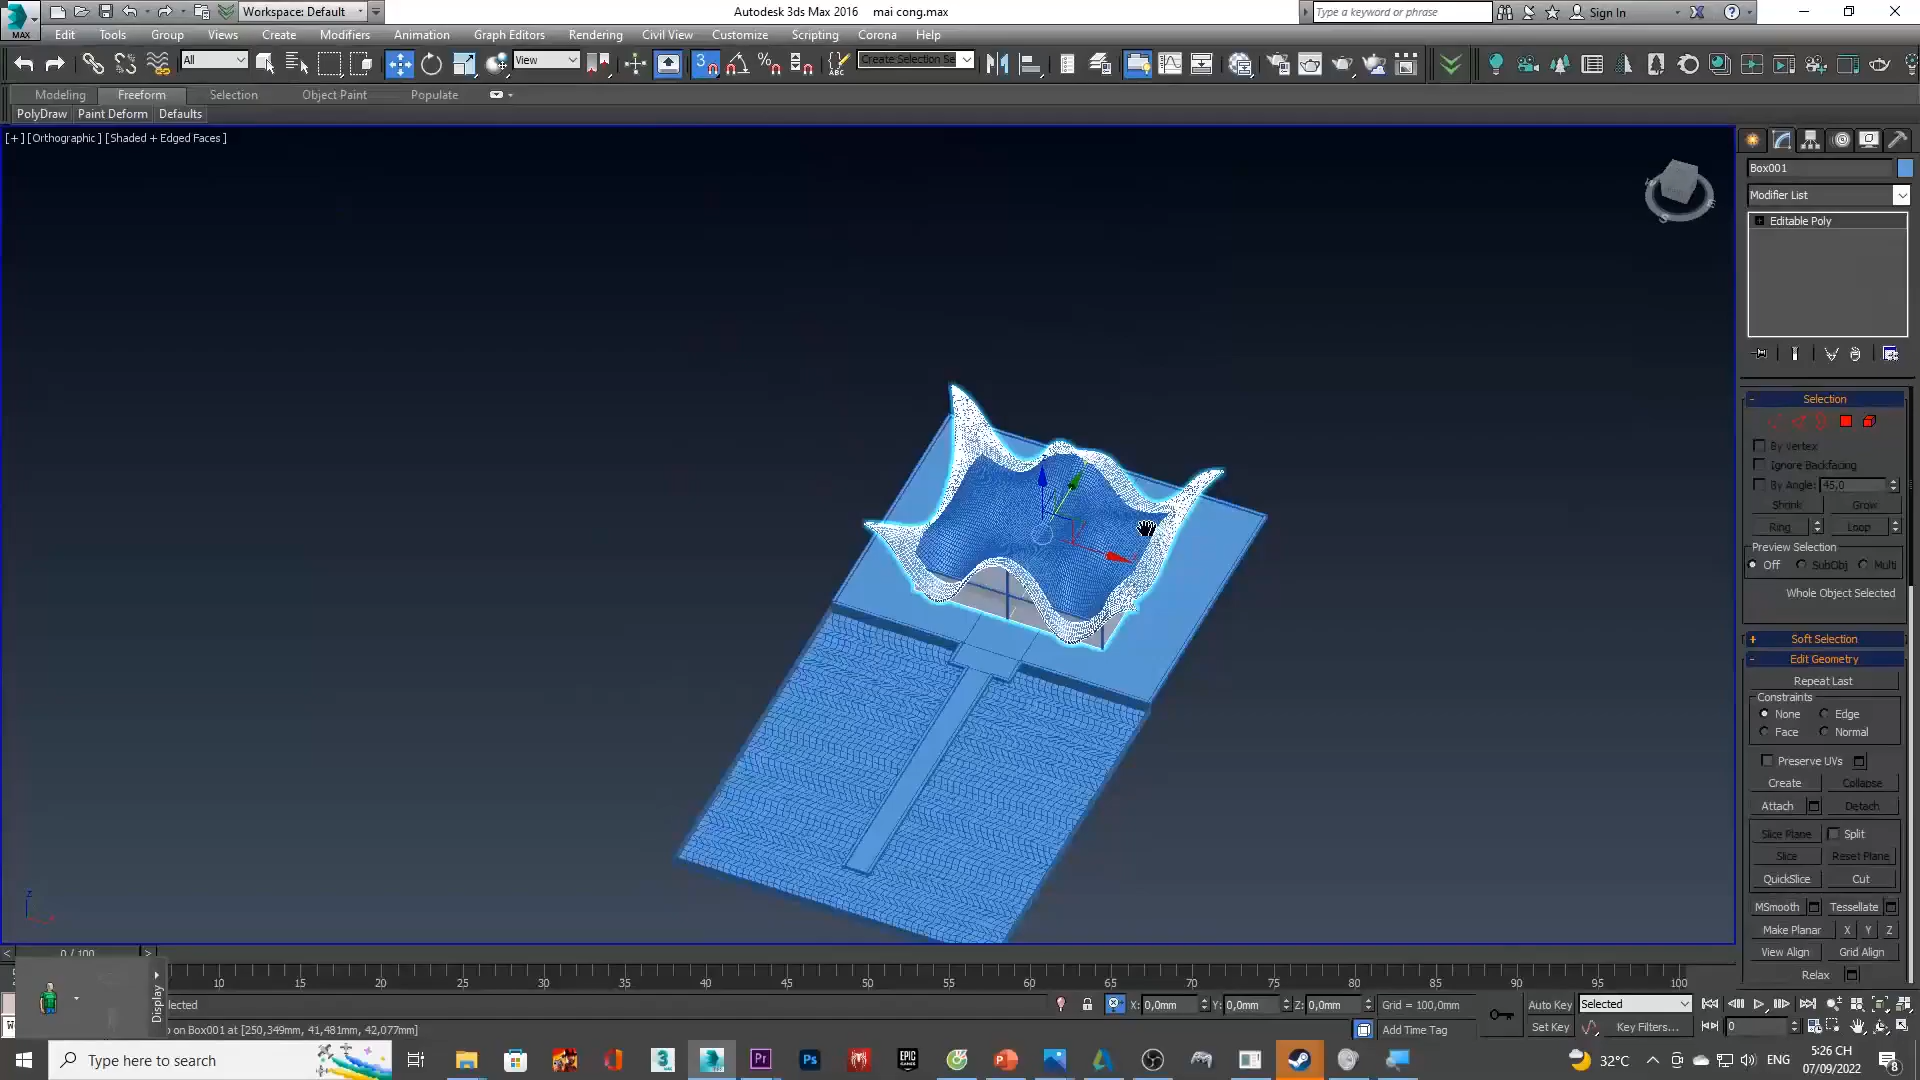 Workspace: Default
Autodesk 3ds Max 2016 mai cong.max
Type a keyword or phrase
Sign In
MAX
Edit Tools Group Views Create Modifiers Animation Graph Editors Rendering Civil View Customize Scripting Corona Help
All
View
3
ABC
Create Selection Se
Modeling Freeform Selection Object Paint Populate
PolyDraw Paint Deform Defaults
[+] [Orthographic] [Shaded + Edged Faces]
Box001
Modifier List
Editable Poly
Selection
By Vertex
Ignore Backfacing
By Angle: 45,0
Shrink Grow
Ring Loop
Preview Selection
Off SubObj Multi
Whole Object Selected
Soft Selection
Edit Geometry
Repeat Last
Constraints
None Edge
Face Normal
Preserve UVs
Create Collapse
Attach Detach
Slice Plane Split
Slice Reset Plane
QuickSlice Cut
MSmooth Tessellate
Make Planar X Y Z
View Align Grid Align
Relax
0 / 100
10 15 20 25 30 35 40 45 50 55 60 65 70 75 80 85 90 95 100
Display
lected
X: 0,0mm Y: 0,0mm Z: 0,0mm Grid = 100,0mm
Auto Key Selected
on Box001 at [250,349mm, 41,481mm, 42,077mm]
Add Time Tag
Set Key Key Filters... 0
Type here to search
32°C
ENG
5:26 CH
07/09/2022
8